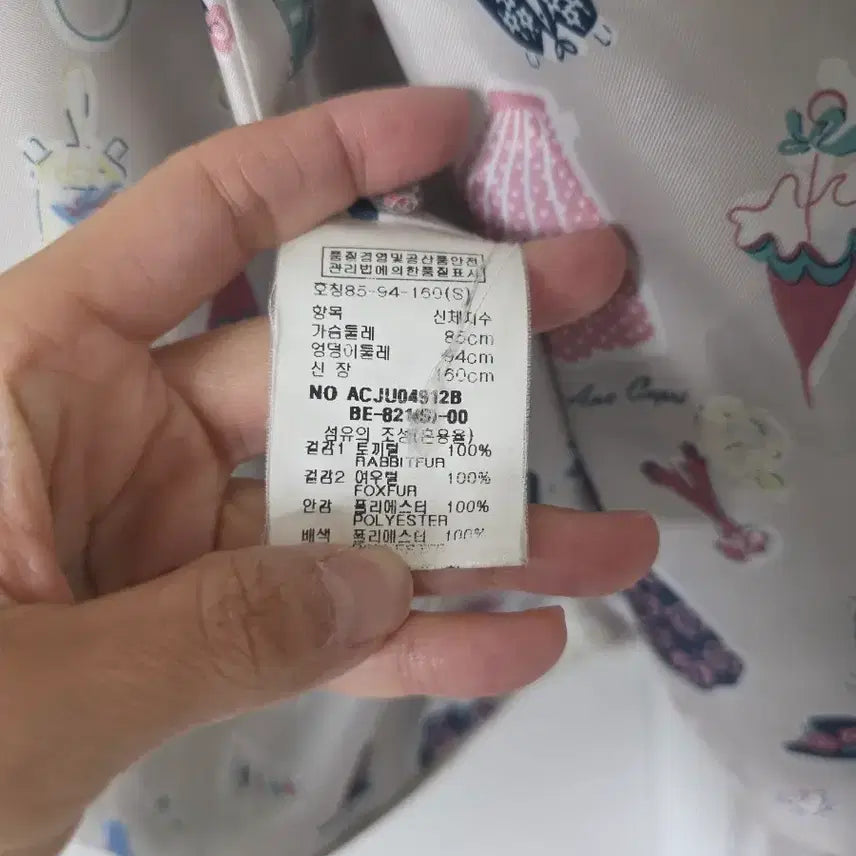 품질경영및공산품안전
관리법에의한품질표시
호칭85-94-160(S)
항목 신체치수
가슴둘레 85cm
엉덩이둘레 94cm
신 장 160cm
NO ACJU04912B
BE-821(S)-00
섬유의 조성(혼용율)
겉감1 토끼털 100%
RABBITFUR
겉감2 여우털 100%
FOXFUR
안감 폴리에스터 100%
POLYESTER
배색 폴리에스터 100%